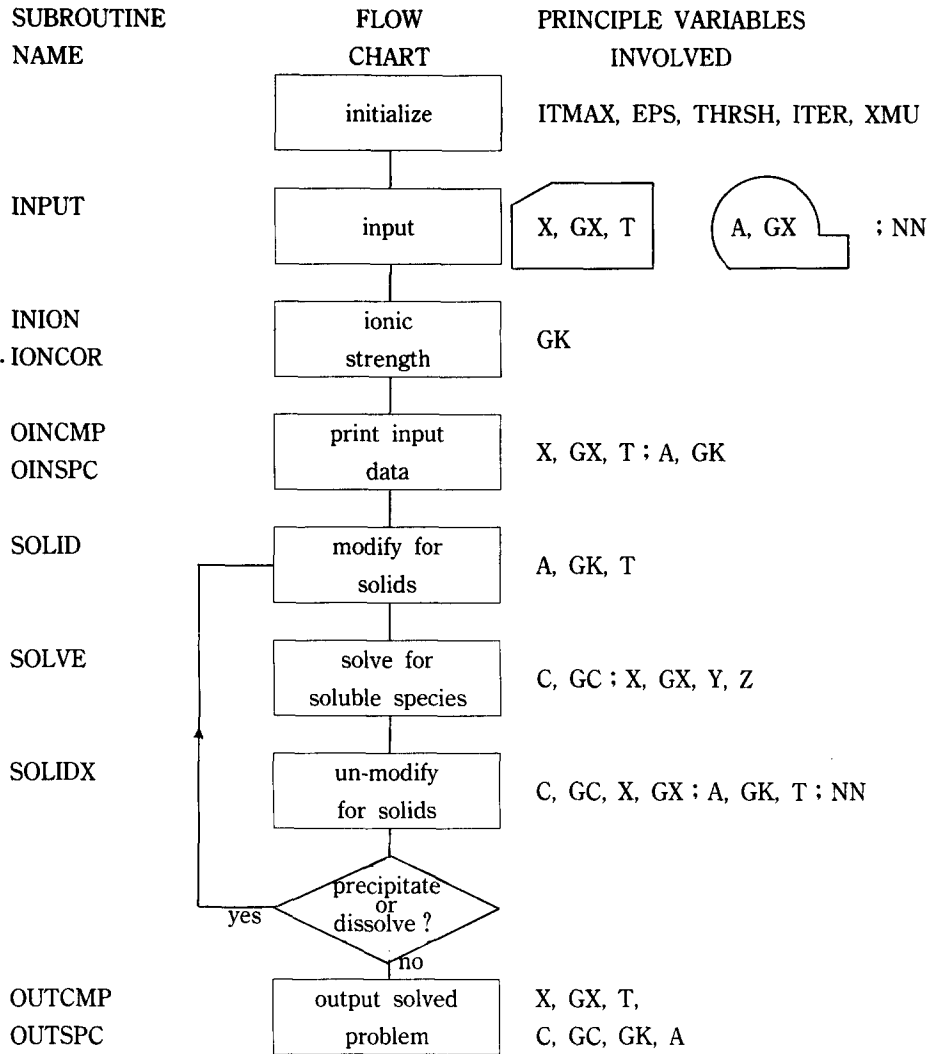 SUBROUTINE FLOW PRINCIPLE VARIABLES
NAME CHART INVOLVED
initialize ITMAX, EPS, THRSH, ITER, XMU
INPUT input X, GX, T A, GX ; NN
INION ionic
IONCOR strength GK
OINCMP print input
OINSPC data X, GX, T ; A, GK
SOLID modify for
solids A, GK, T
SOLVE solve for
soluble species C, GC ; X, GX, Y, Z
SOLIDX un-modify
for solids C, GC, X, GX ; A, GK, T ; NN
precipitate
or
yes dissolve ?
no
OUTCMP output solved X, GX, T,
OUTSPC problem C, GC, GK, A